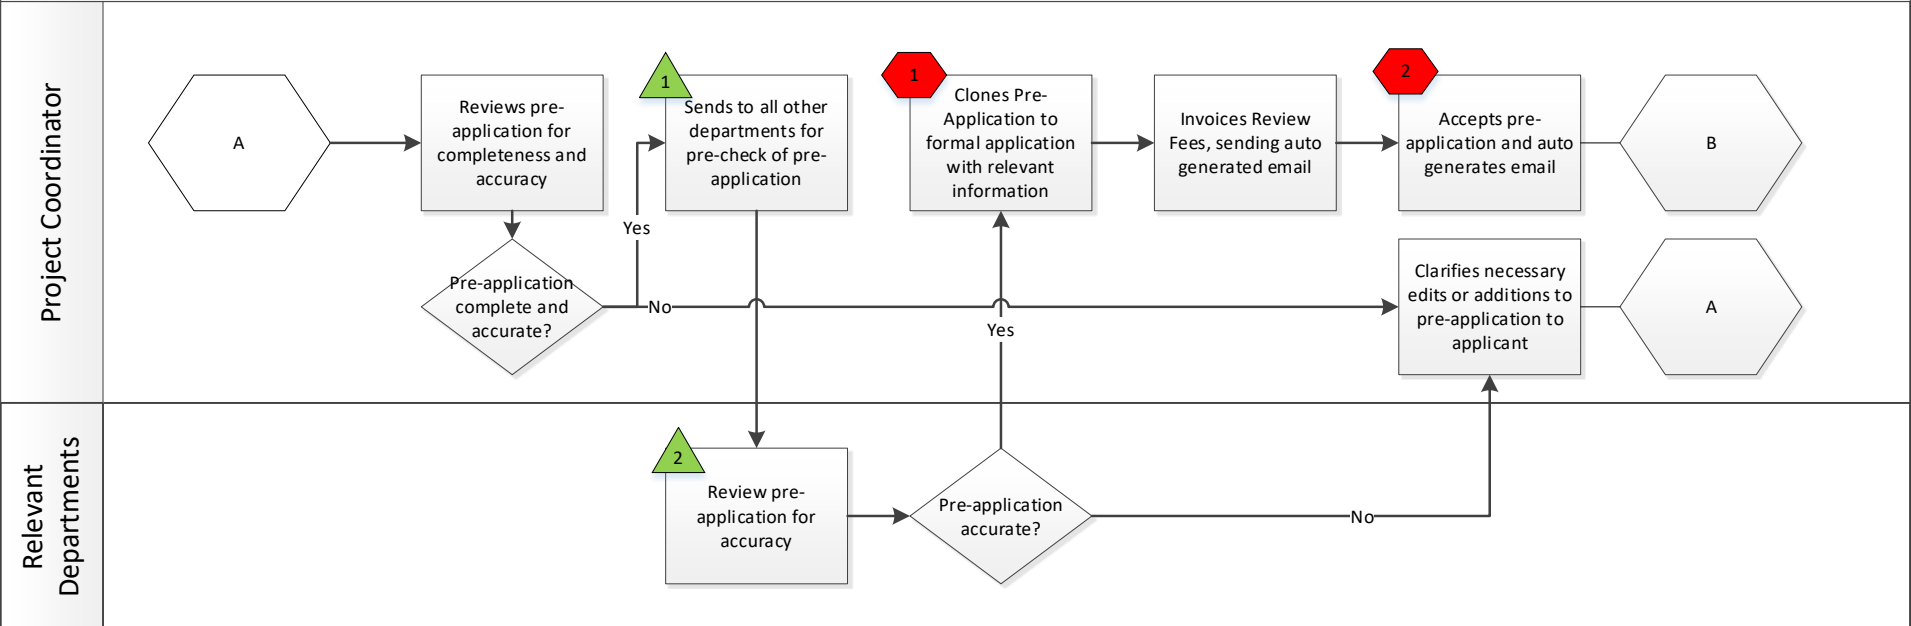 Project Coordinator
A
Reviews pre-
application for
completeness and
accuracy
Pre-application
complete and
accurate?
Yes
No
1
Sends to all other
departments for
pre-check of pre-
application
1
Clones Pre-
Application to
formal application
with relevant
information
Yes
Invoices Review
Fees, sending auto
generated email
2
Accepts pre-
application and auto
generates email
B
Clarifies necessary
edits or additions to
pre-application to
applicant
A
Relevant
Departments
2
Review pre-
application for
accuracy
Pre-application
accurate?
No